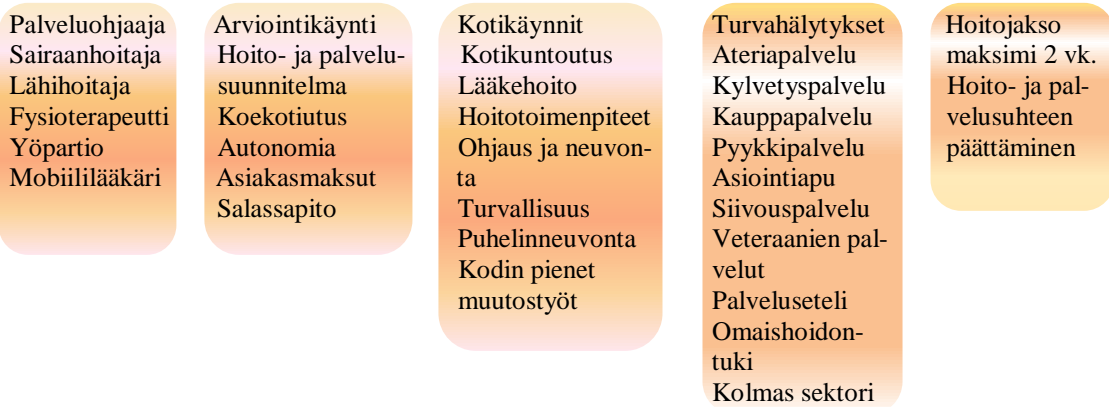 Palveluohjaaja
Sairaanhoitaja
Lähihoitaja
Fysioterapeutti
Yöpartio
Mobiililääkäri
Arviointikäynti
Hoito- ja palvelu-
suunnitelma
Koekotiutus
Autonomia
Asiakasmaksut
Salassapito
Kotikäynnit
Kotikuntoutus
Lääkehoito
Hoitotoimenpiteet
Ohjaus ja neuvon-
ta
Turvallisuus
Puhelinneuvonta
Kodin pienet
muutostyöt
Turvahälytykset
Ateriapalvelu
Kylvetyspalvelu
Kauppapalvelu
Pyykkipalvelu
Asiointiapu
Siivouspalvelu
Veteraanien pal-
velut
Palveluseteli
Omaishoidon-
tuki
Kolmas sektori
Hoitojakso
maksimi 2 vk.
Hoito- ja pal-
velusuhteen
päättäminen